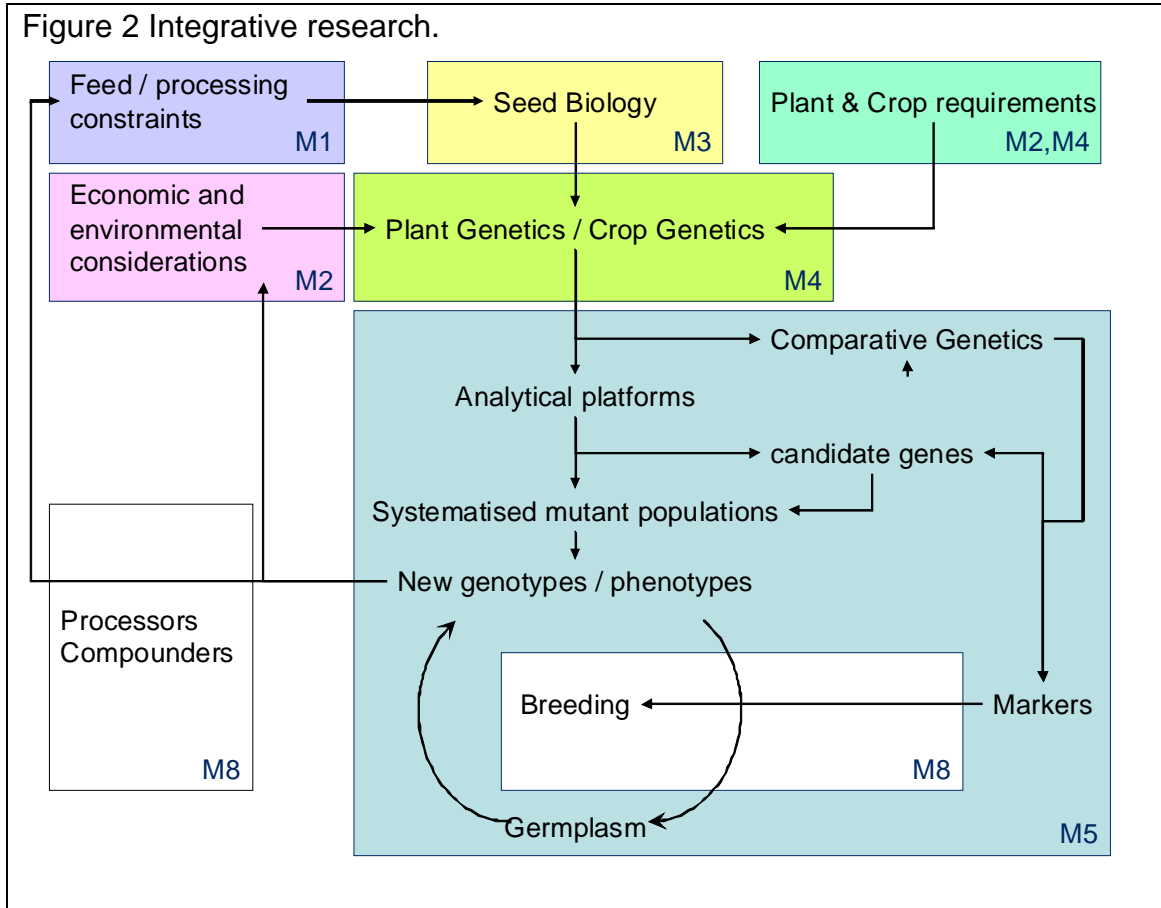 Figure 2 Integrative research.
Feed / processing
constraints
M1
Seed Biology
M3
Plant & Crop requirements
M2,M4
Economic and
environmental
considerations
M2
Plant Genetics / Crop Genetics
M4
Comparative Genetics
Analytical platforms
candidate genes
Systematised mutant populations
New genotypes / phenotypes
Processors
Compounders
M8
Breeding
M8
Markers
Germplasm
M5